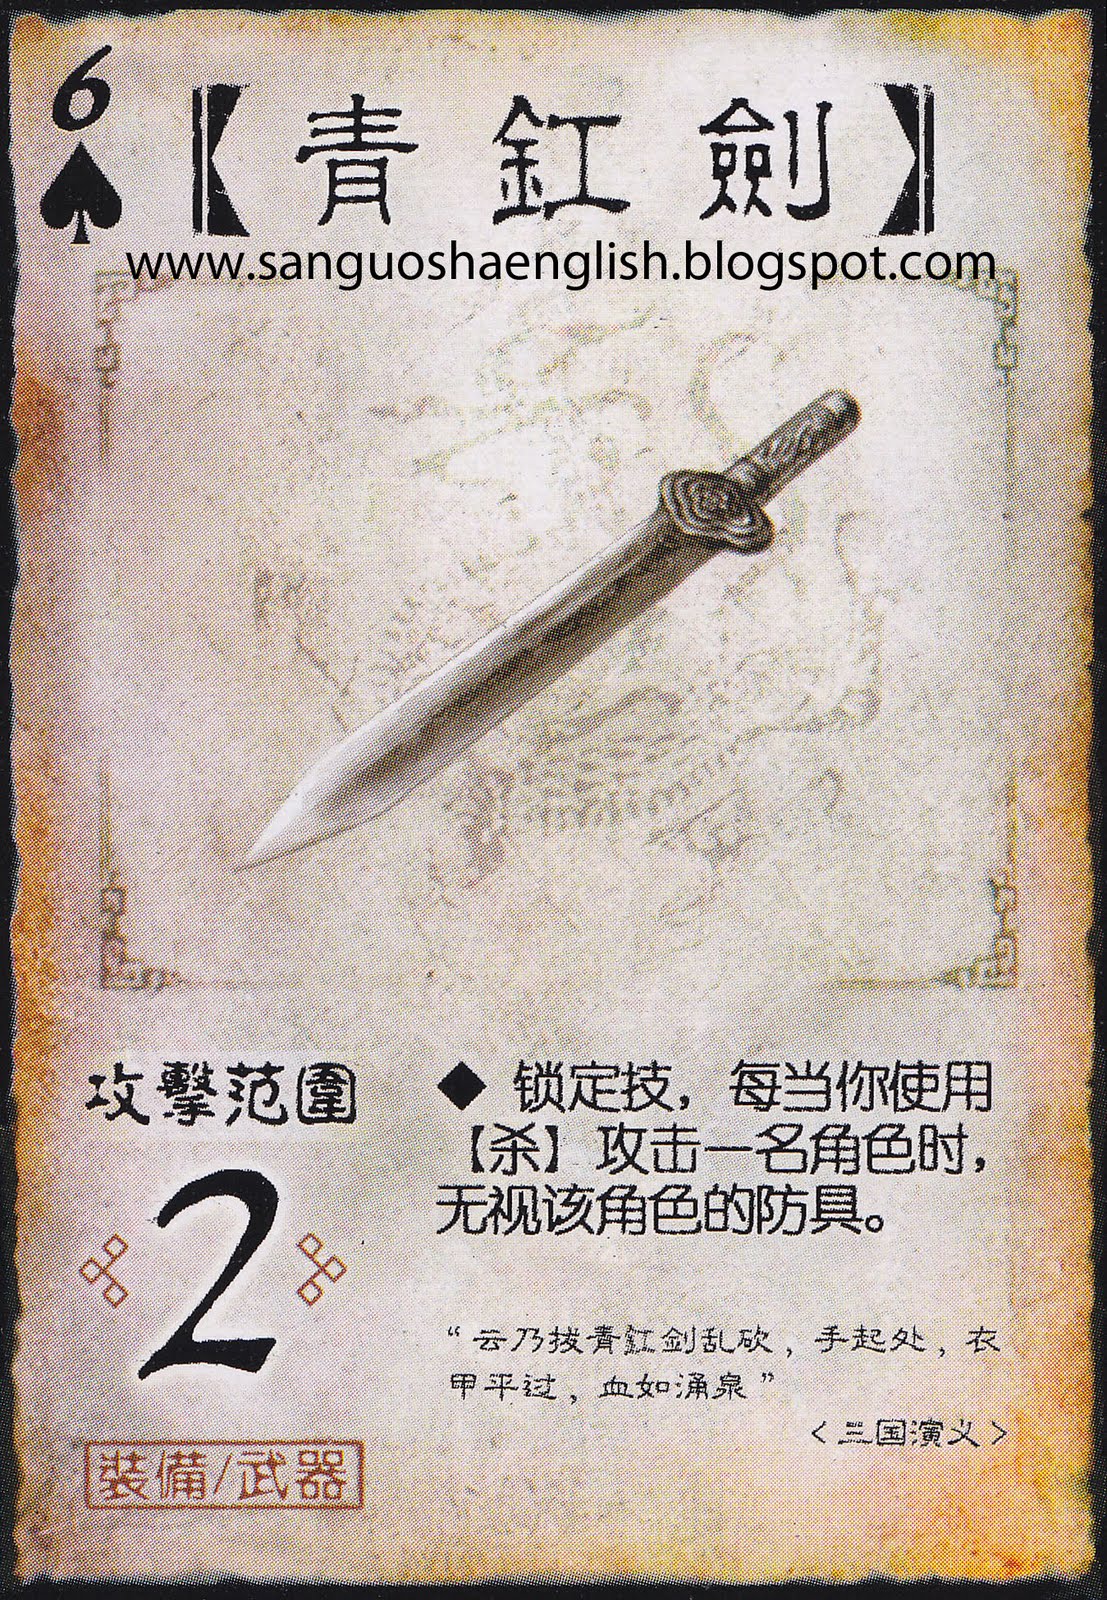 6
【青釭劍】
www.sanguoshaenglish.blogspot.com
攻擊范圍
2
裝備/武器
◆ 锁定技，每当你使用
【杀】攻击一名角色时，
无视该角色的防具。
“云乃拔青釭剑乱砍，手起处，衣
甲平过，血如涌泉”
＜三国演义＞